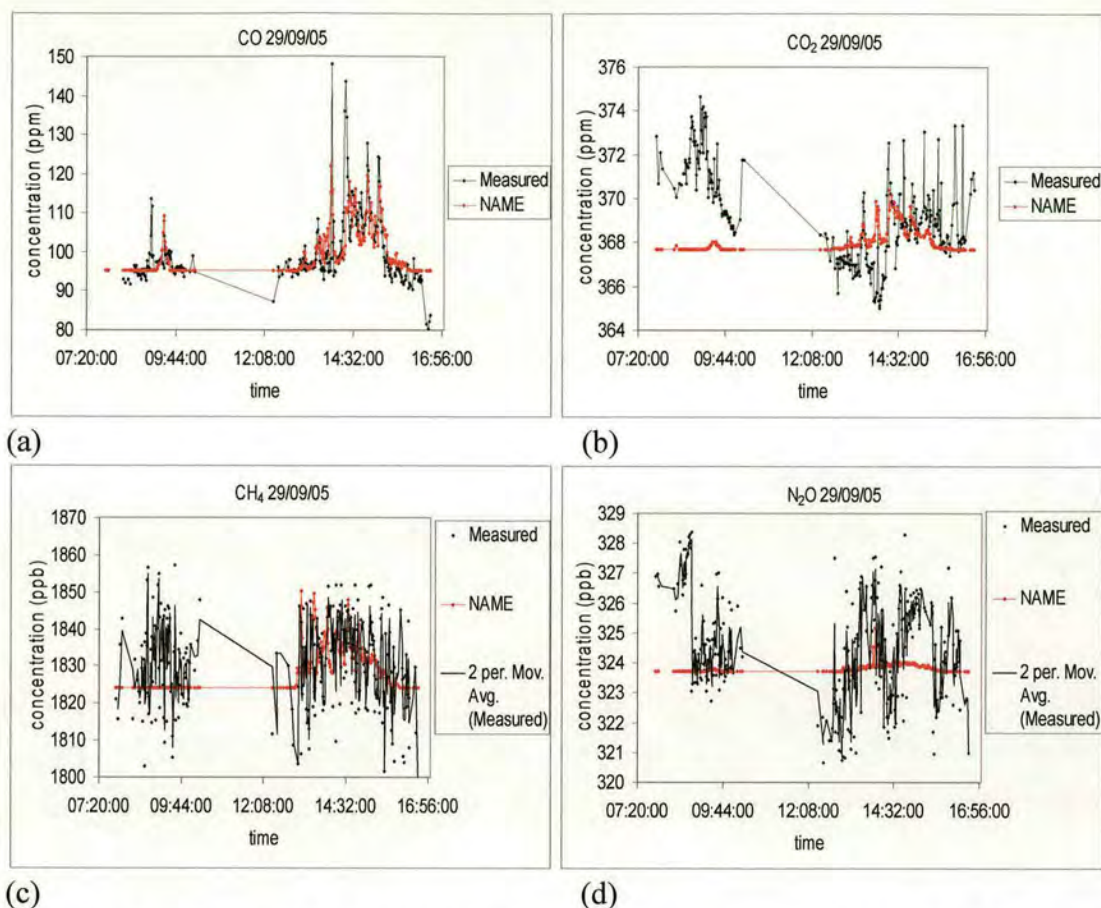 CO 29/09/05
concentration (ppm)
150
140
130
120
110
100
90
80
07:20:00 09:44:00 12:08:00 14:32:00 16:56:00
time
Measured
NAME
(a)
CO₂ 29/09/05
concentration (ppm)
376
374
372
370
368
366
364
07:20:00 09:44:00 12:08:00 14:32:00 16:56:00
time
Measured
NAME
(b)
CH₄ 29/09/05
concentration (ppb)
1870
1860
1850
1840
1830
1820
1810
1800
07:20:00 09:44:00 12:08:00 14:32:00 16:56:00
time
Measured
NAME
2 per. Mov.
Avg.
(Measured)
(c)
N₂O 29/09/05
concentration (ppb)
329
328
327
326
325
324
323
322
321
320
07:20:00 09:44:00 12:08:00 14:32:00 16:56:00
time
Measured
NAME
2 per. Mov.
Avg.
(Measured)
(d)